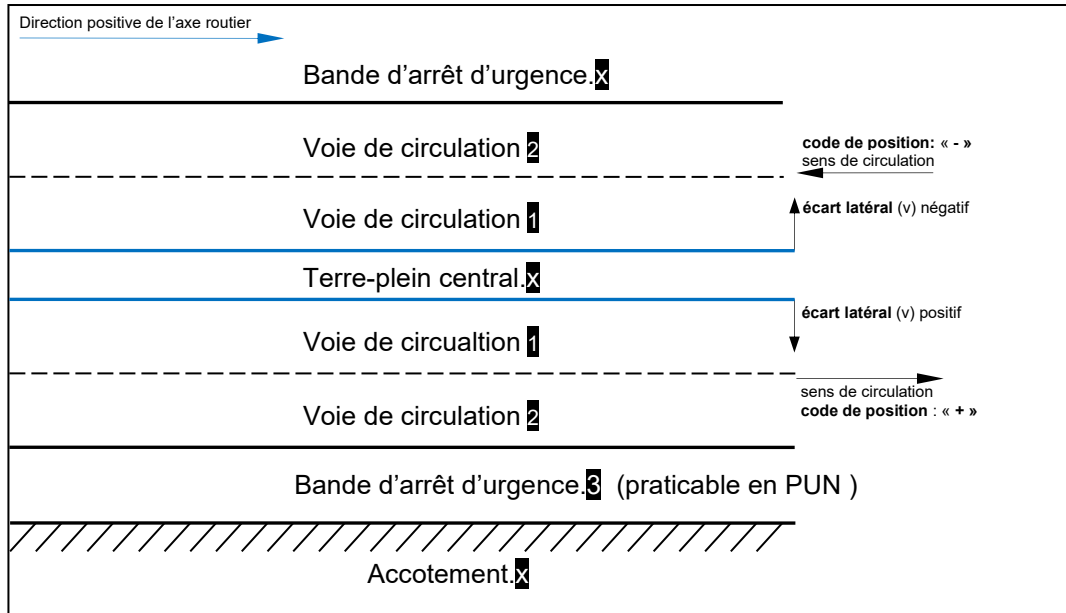 Direction positive de l’axe routier
Bande d’arrêt d’urgence.x
Voie de circulation 2
code de position: « - »
sens de circulation
Voie de circulation 1
écart latéral (v) négatif
Terre-plein central.x
écart latéral (v) positif
Voie de circualtion 1
sens de circulation
Voie de circulation 2
code de position : « + »
Bande d’arrêt d’urgence.3 (praticable en PUN )
Accotement.x